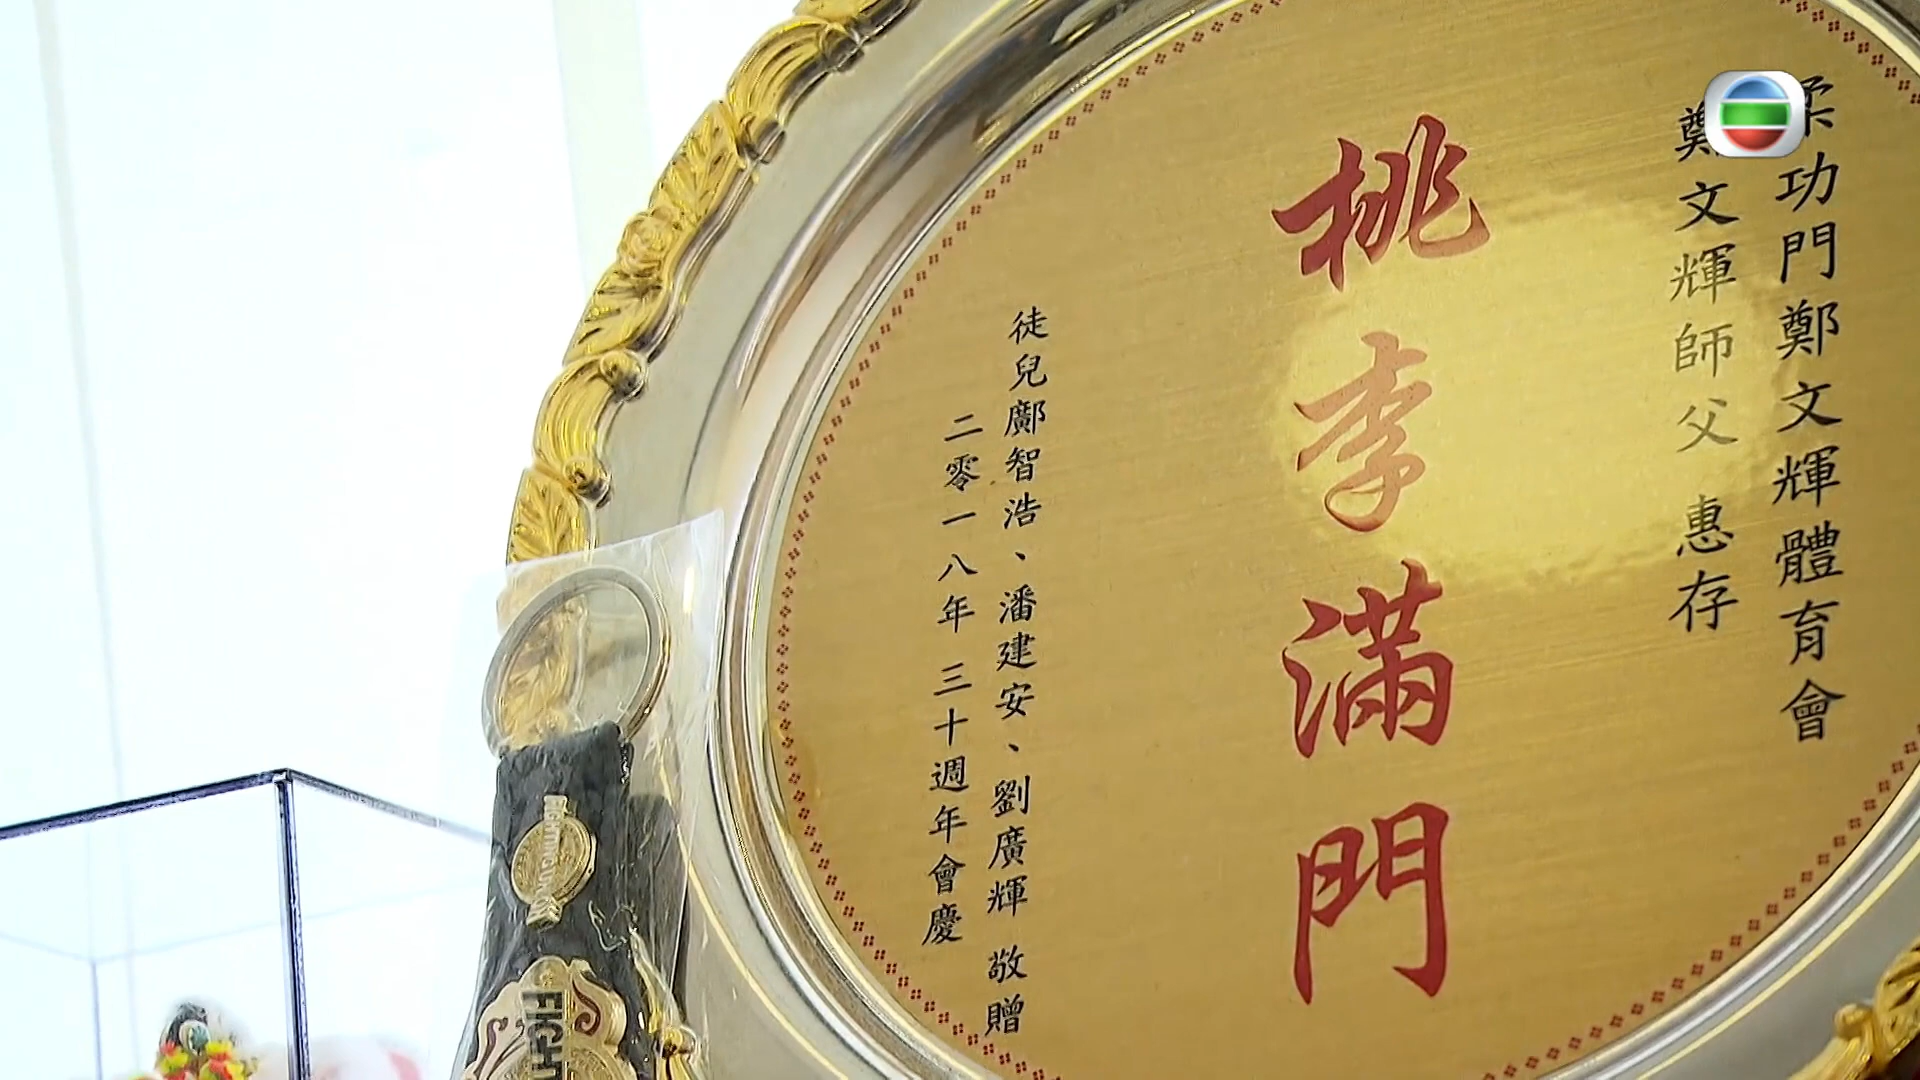 柔功門鄭文輝體育會
鄭文輝師父 惠存
桃李滿門
徒兒鄺智浩、潘建安、劉廣輝 敬贈
二零一八年 三十週年會慶
FIGHT